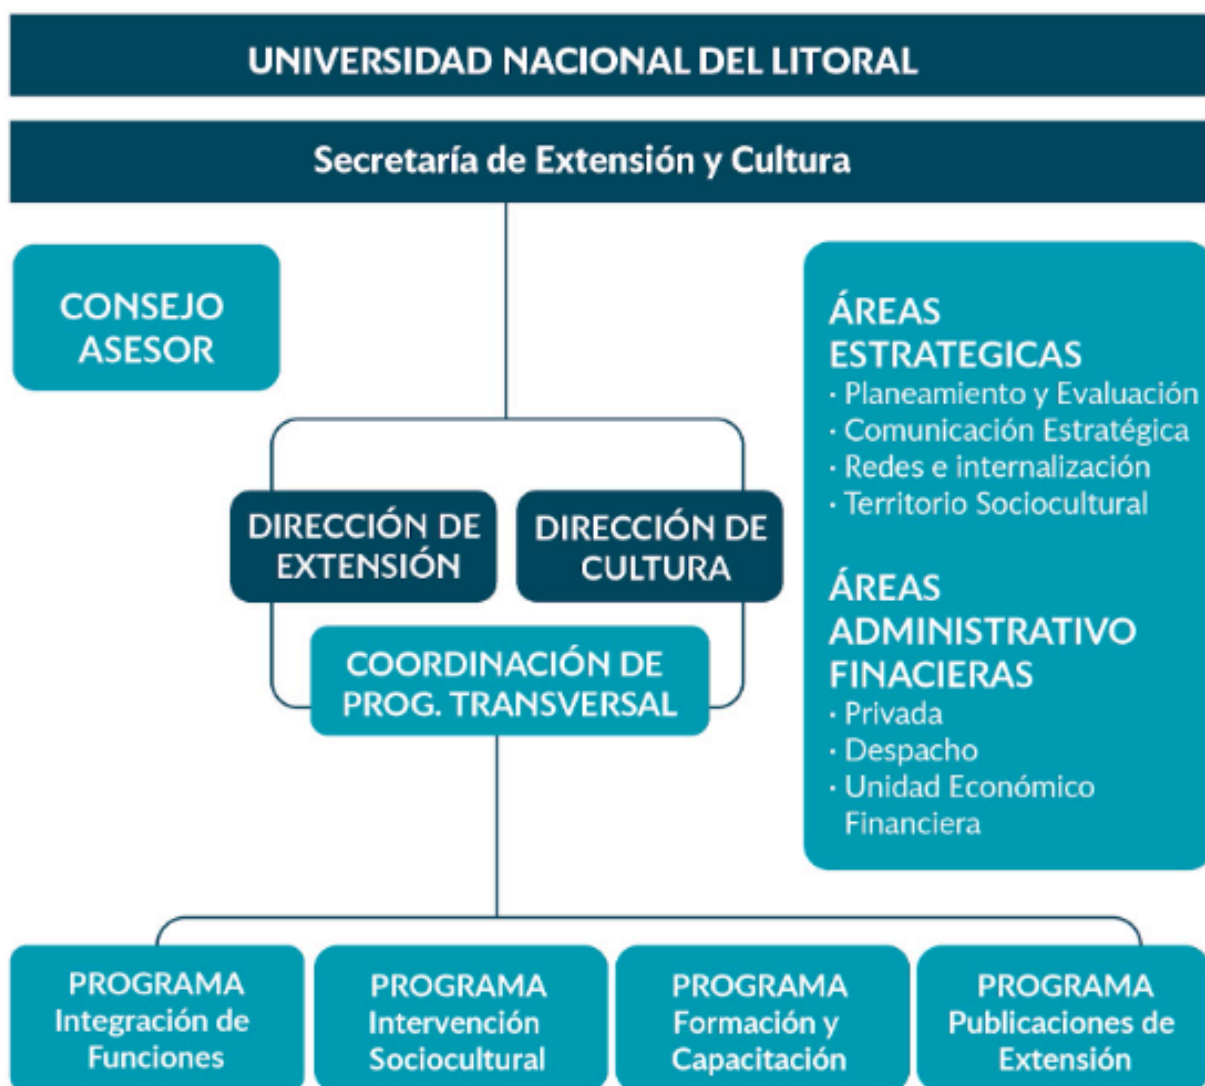 UNIVERSIDAD NACIONAL DEL LITORAL
Secretaría de Extensión y Cultura
CONSEJO
ASESOR
ÁREAS
ESTRATEGICAS
· Planeamiento y Evaluación
· Comunicación Estratégica
· Redes e internalización
· Territorio Sociocultural
ÁREAS
ADMINISTRATIVO
FINACIERAS
· Privada
· Despacho
· Unidad Económico
Financiera
DIRECCIÓN DE
EXTENSIÓN
DIRECCIÓN DE
CULTURA
COORDINACIÓN DE
PROG. TRANSVERSAL
PROGRAMA
Integración de
Funciones
PROGRAMA
Intervención
Sociocultural
PROGRAMA
Formación y
Capacitación
PROGRAMA
Publicaciones de
Extensión